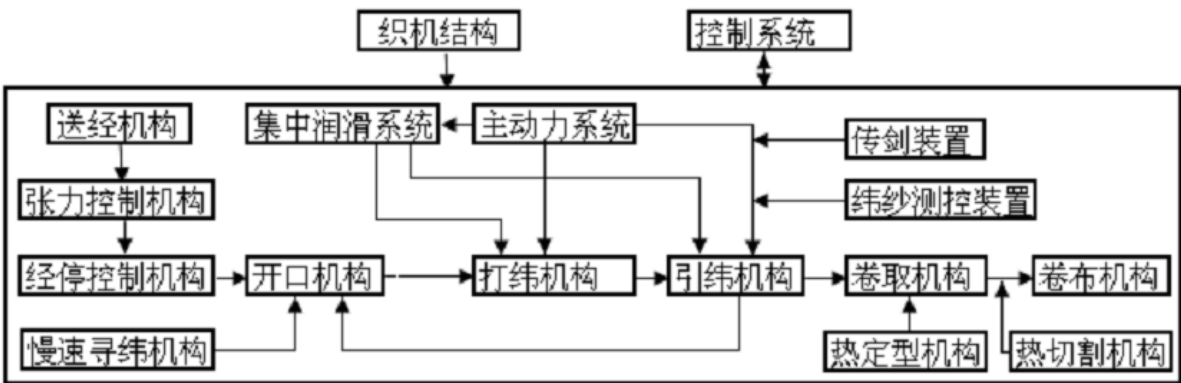 织机结构
控制系统
送经机构
集中润滑系统
主动力系统
传剑装置
张力控制机构
纬纱测控装置
经停控制机构
开口机构
打纬机构
引纬机构
卷取机构
卷布机构
慢速寻纬机构
热定型机构
热切割机构